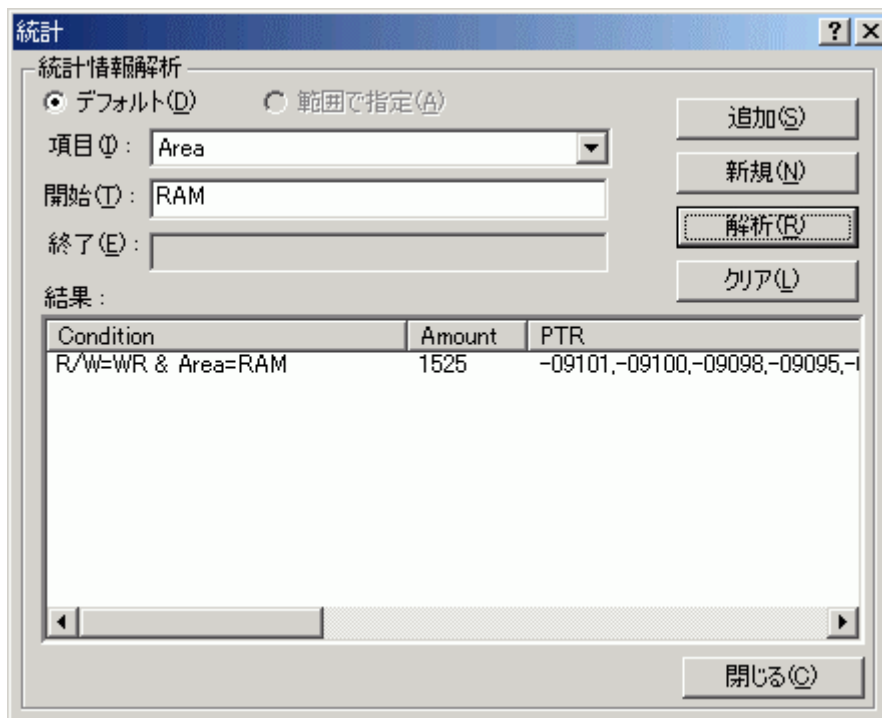 統計
統計情報解析
デフォルト(D) 範囲で指定(A)
追加(S)
項目(I): Area
新規(N)
開始(T): RAM
解析(R)
終了(E):
クリア(L)
結果:
Condition Amount PTR
R/W=WR & Area=RAM 1525 -09101,-09100,-09098,-09095,-
閉じる(C)